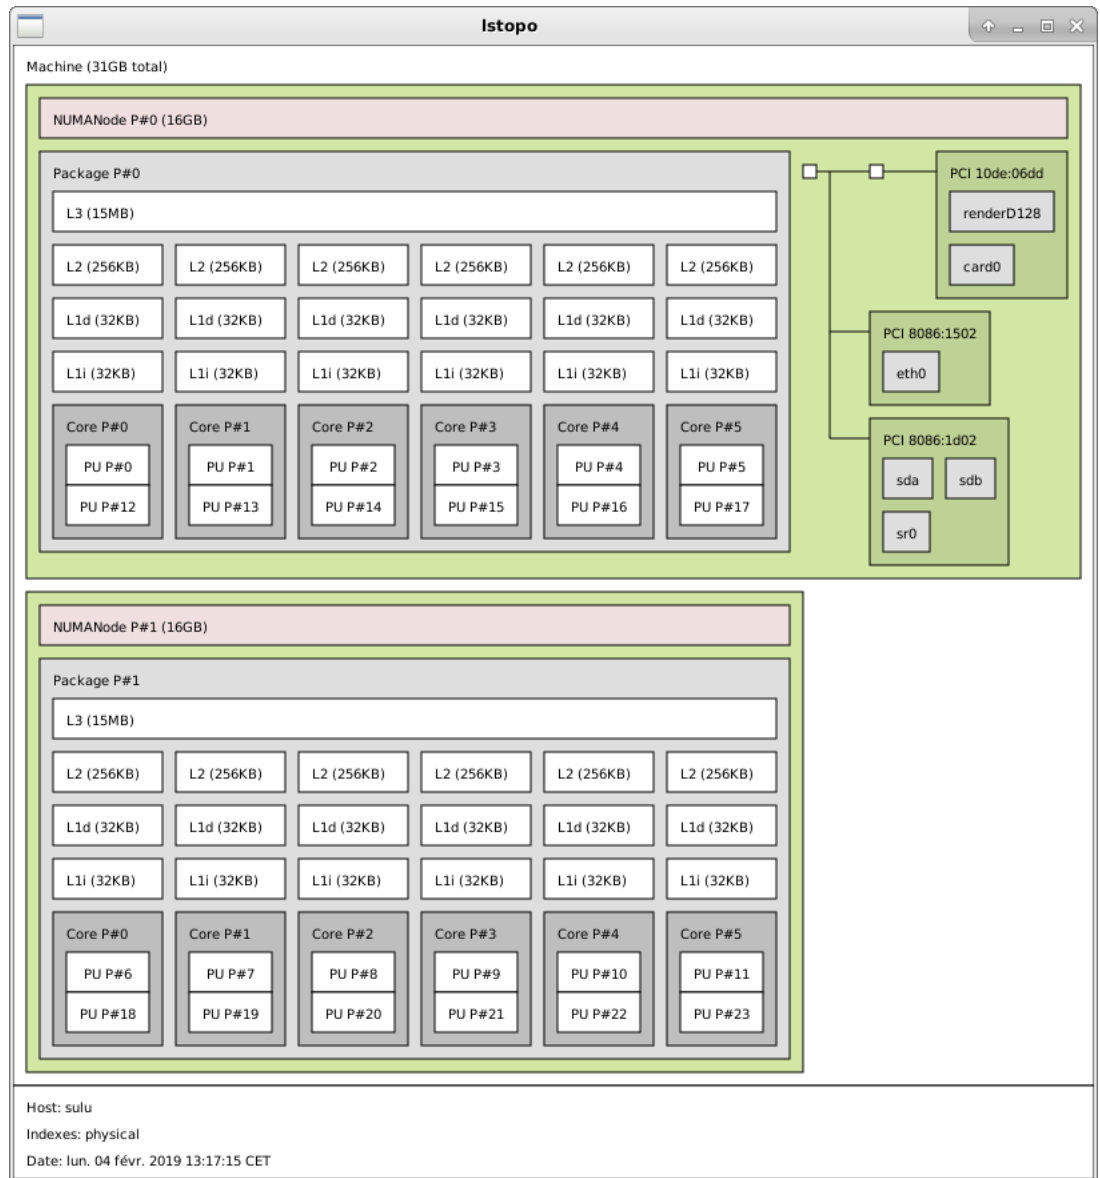 lstopo
Machine (31GB total)
NUMANode P#0 (16GB)
Package P#0
L3 (15MB)
L2 (256KB) L2 (256KB) L2 (256KB) L2 (256KB) L2 (256KB) L2 (256KB)
L1d (32KB) L1d (32KB) L1d (32KB) L1d (32KB) L1d (32KB) L1d (32KB)
L1i (32KB) L1i (32KB) L1i (32KB) L1i (32KB) L1i (32KB) L1i (32KB)
Core P#0 Core P#1 Core P#2 Core P#3 Core P#4 Core P#5
PU P#0 PU P#1 PU P#2 PU P#3 PU P#4 PU P#5
PU P#12 PU P#13 PU P#14 PU P#15 PU P#16 PU P#17
PCI 10de:06dd
renderD128
card0
PCI 8086:1502
eth0
PCI 8086:1d02
sda sdb
sr0
NUMANode P#1 (16GB)
Package P#1
L3 (15MB)
L2 (256KB) L2 (256KB) L2 (256KB) L2 (256KB) L2 (256KB) L2 (256KB)
L1d (32KB) L1d (32KB) L1d (32KB) L1d (32KB) L1d (32KB) L1d (32KB)
L1i (32KB) L1i (32KB) L1i (32KB) L1i (32KB) L1i (32KB) L1i (32KB)
Core P#0 Core P#1 Core P#2 Core P#3 Core P#4 Core P#5
PU P#6 PU P#7 PU P#8 PU P#9 PU P#10 PU P#11
PU P#18 PU P#19 PU P#20 PU P#21 PU P#22 PU P#23
Host: sulu
Indexes: physical
Date: lun. 04 févr. 2019 13:17:15 CET